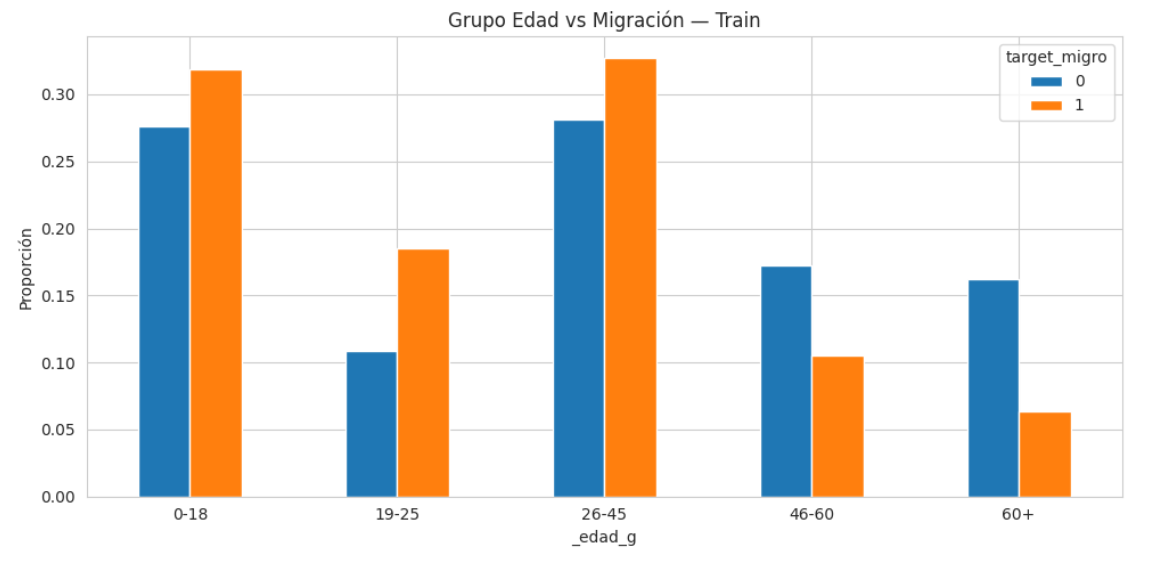 Grupo Edad vs Migración — Train
target_migro
0
1
Proporción
0.30
0.25
0.20
0.15
0.10
0.05
0.00
0-18 19-25 26-45 46-60 60+
_edad_g